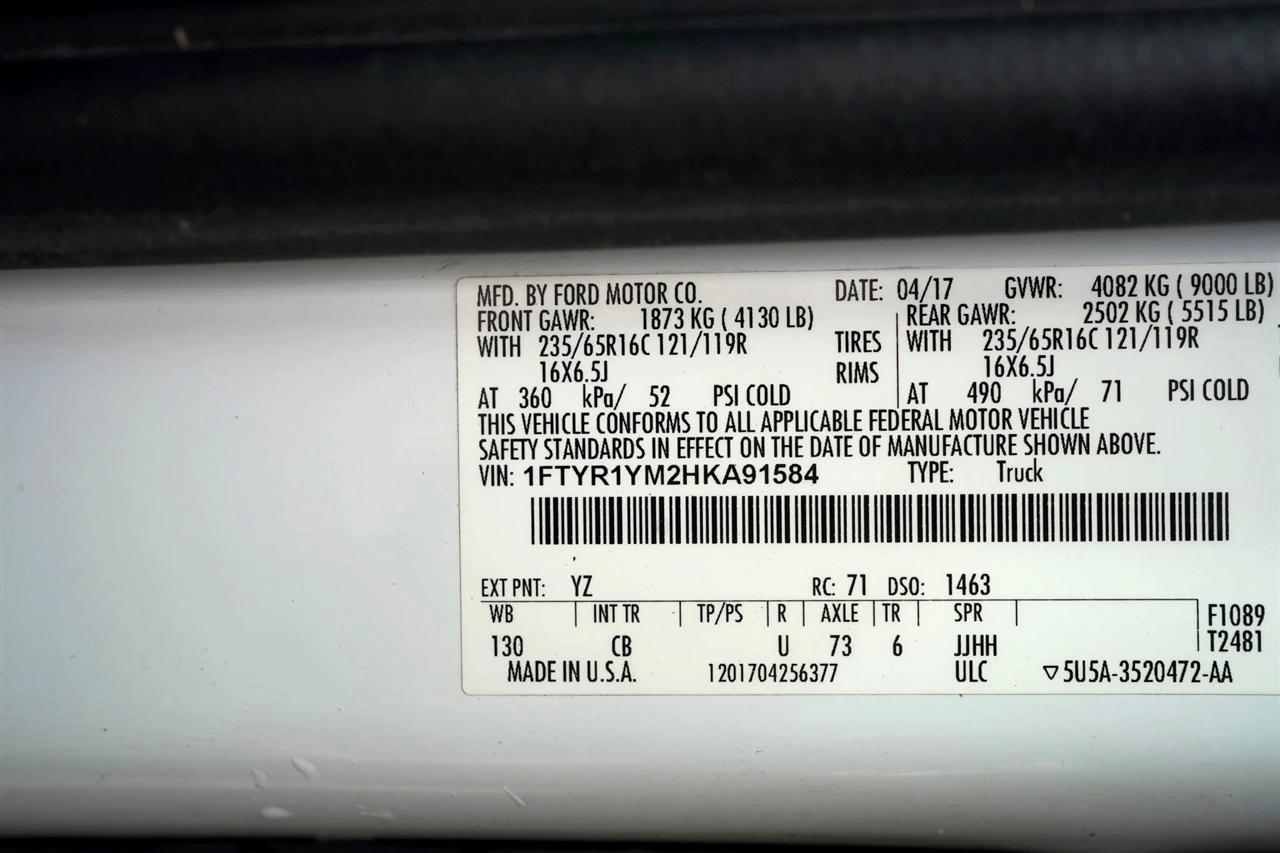 MFD. BY FORD MOTOR CO. DATE: 04/17 GVWR: 4082 KG ( 9000 LB)
FRONT GAWR: 1873 KG ( 4130 LB) REAR GAWR: 2502 KG ( 5515 LB)
WITH 235/65R16C 121/119R TIRES WITH 235/65R16C 121/119R
16X6.5J RIMS 16X6.5J
AT 360 kPa/ 52 PSI COLD AT 490 kPa/ 71 PSI COLD
THIS VEHICLE CONFORMS TO ALL APPLICABLE FEDERAL MOTOR VEHICLE
SAFETY STANDARDS IN EFFECT ON THE DATE OF MANUFACTURE SHOWN ABOVE.
VIN: 1FTYR1YM2HKA91584 TYPE: Truck
EXT PNT: YZ RC: 71 DSO: 1463
WB INT TR TP/PS R AXLE TR SPR F1089
130 CB U 73 6 JJHH T2481
MADE IN U.S.A. 1201704256377 ULC ▽5U5A-3520472-AA